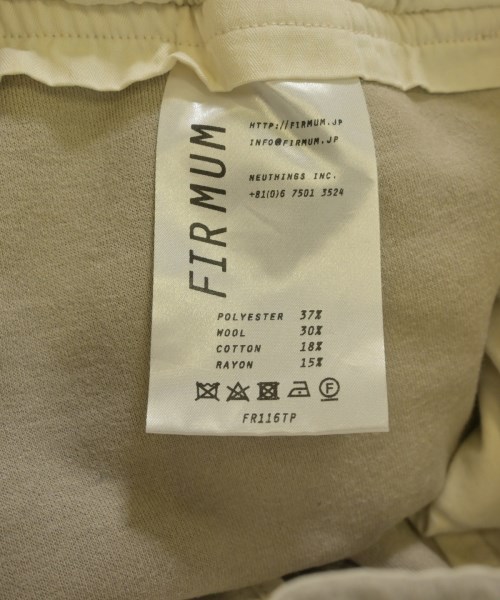 FIRMUM
HTTP://FIRMUM.JP
INFO@FIRMUM.JP
NEUTHINGS INC.
+81(0)6 7501 3524
POLYESTER 37%
WOOL 30%
COTTON 18%
RAYON 15%
F
FR116TP